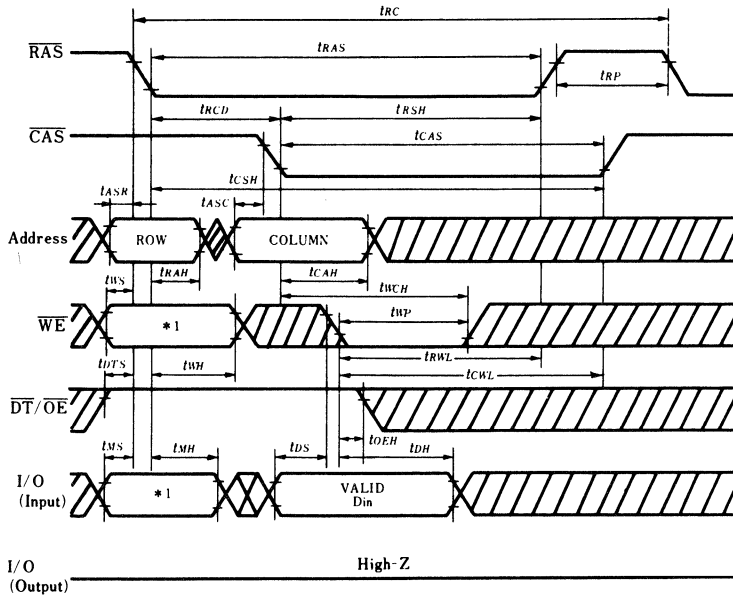 tRC
tRAS
RAS
tRP
tRCD
tRSH
CAS
tCAS
tCSH
tASR
tASC
Address
ROW
COLUMN
tRAH
tCAH
tWS
tWCH
tWP
WE
*1
tRWL
tDTS
tWH
tCWL
DT/OE
tOEH
tMS
tMH
tDS
tDH
I/O
(Input)
*1
VALID
Din
I/O
(Output)
High-Z